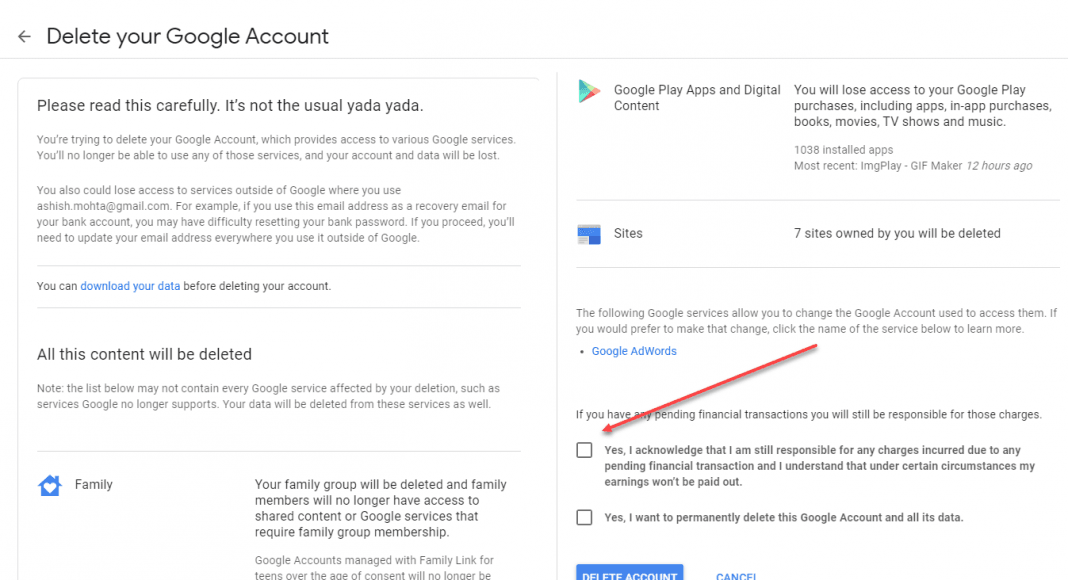 Delete your Google Account
Please read this carefully. It's not the usual yada yada.
You're trying to delete your Google Account, which provides access to various Google services.
You'll no longer be able to use any of those services, and your account and data will be lost.
You also could lose access to services outside of Google where you use
ashish.mohta@gmail.com. For example, if you use this email address as a recovery email for
your bank account, you may have difficulty resetting your bank password. If you proceed, you'll
need to update your email address everywhere you use it outside of Google.
You can download your data before deleting your account.
All this content will be deleted
Note: the list below may not contain every Google service affected by your deletion, such as
services Google no longer supports. Your data will be deleted from these services as well.
Family
Your family group will be deleted and family
members will no longer have access to
shared content or Google services that
require family group membership.
Google Accounts managed with Family Link for
teens over the age of consent will no longer be
Google Play Apps and Digital
Content
You will lose access to your Google Play
purchases, including apps, in-app purchases,
books, movies, TV shows and music.
1038 installed apps
Most recent: ImgPlay - GIF Maker 12 hours ago
Sites
7 sites owned by you will be deleted
The following Google services allow you to change the Google Account used to access them. If
you would prefer to make that change, click the name of the service below to learn more.
• Google AdWords
If you have any pending financial transactions you will still be responsible for those charges.
Yes, I acknowledge that I am still responsible for any charges incurred due to any
pending financial transaction and I understand that under certain circumstances my
earnings won't be paid out.
Yes, I want to permanently delete this Google Account and all its data.
DELETE ACCOUNT
CANCEL